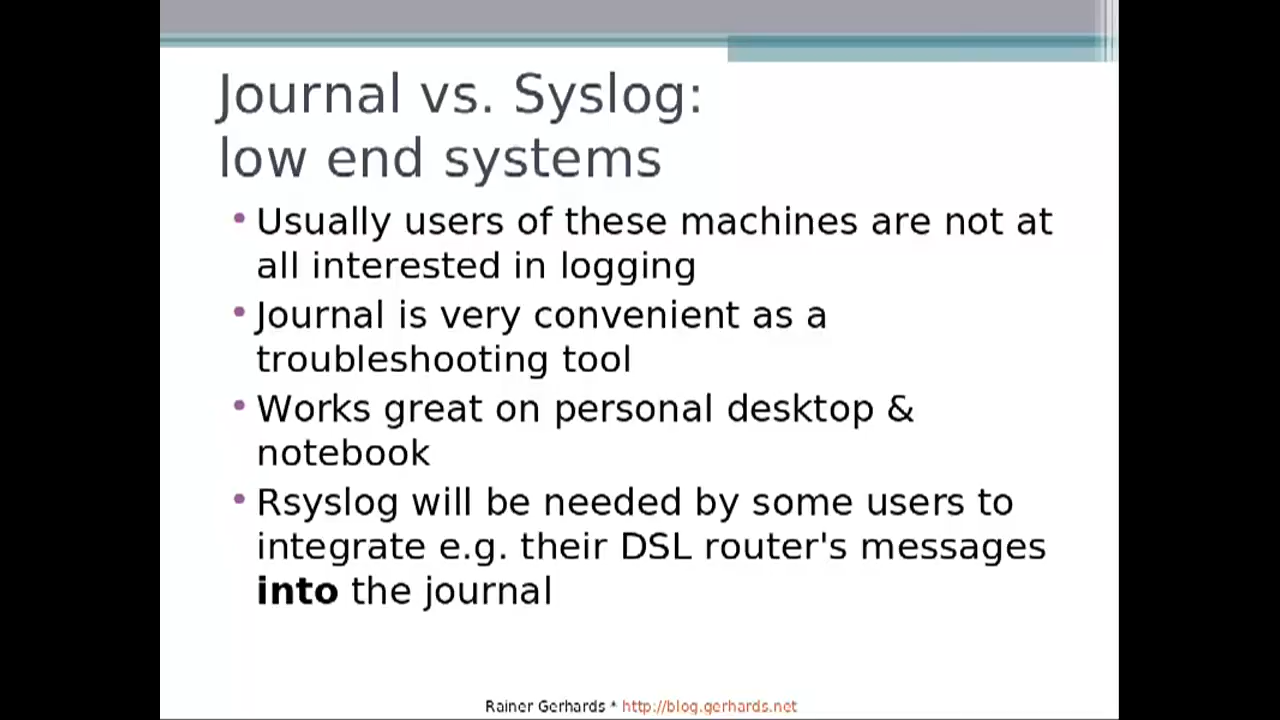 Journal vs. Syslog:
low end systems
• Usually users of these machines are not at
all interested in logging
• Journal is very convenient as a
troubleshooting tool
• Works great on personal desktop &
notebook
• Rsyslog will be needed by some users to
integrate e.g. their DSL router's messages
into the journal
Rainer Gerhards * http://blog.gerhards.net